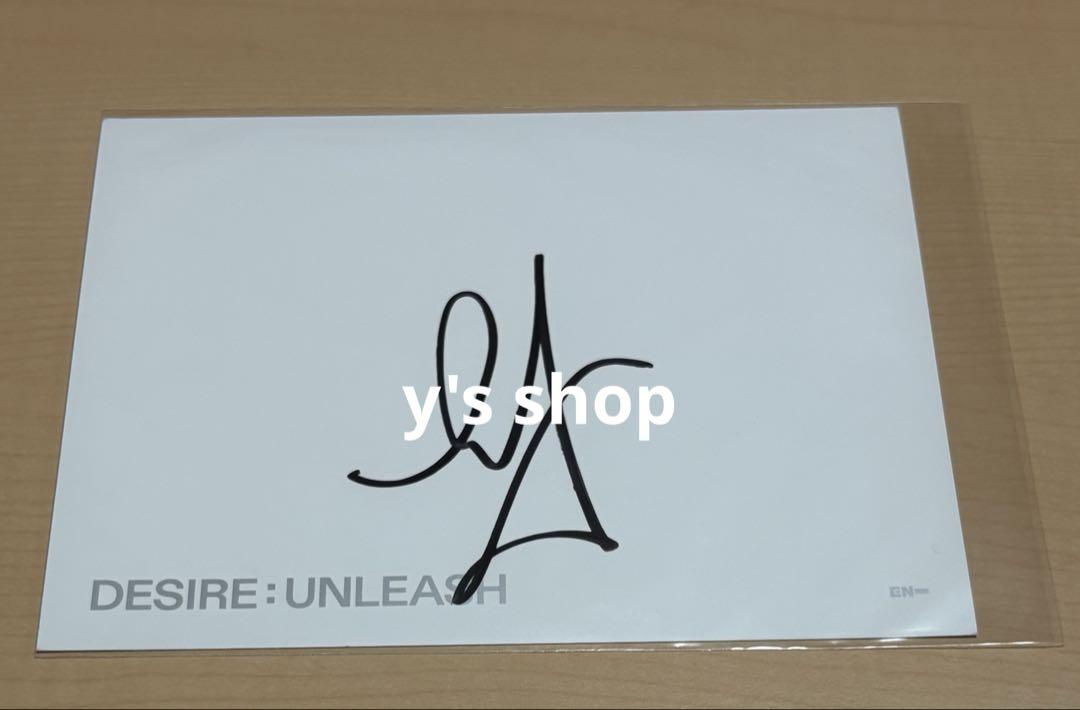 y's shop
DESIRE : UNLEASH
EN-